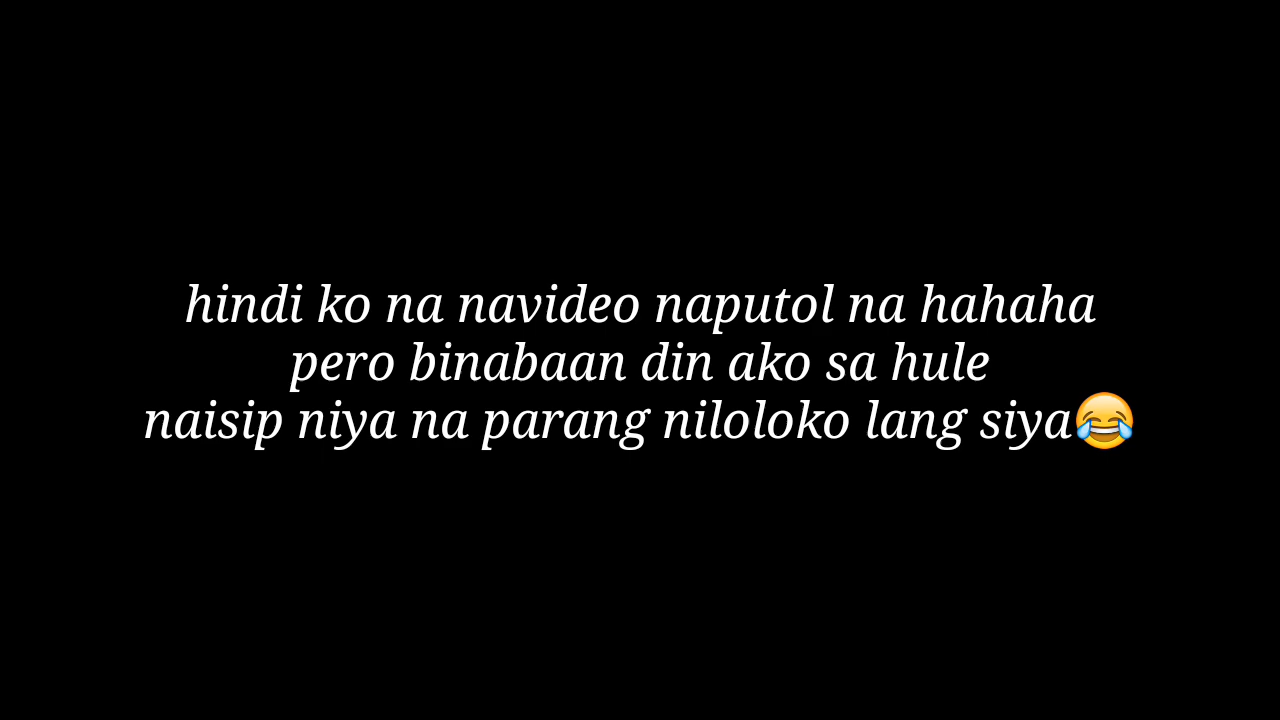 hindi ko na navideo naputol na hahaha
pero binabaan din ako sa hule
naisip niya na parang niloloko lang siya😂